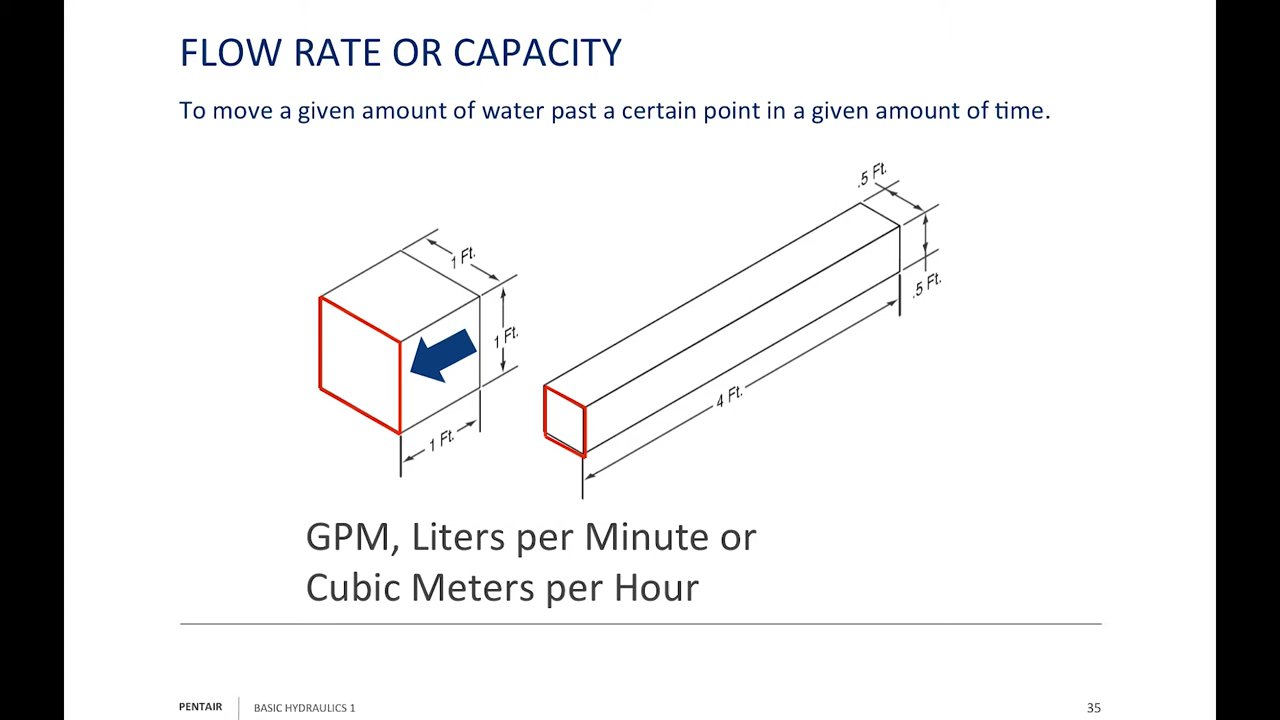 FLOW RATE OR CAPACITY
To move a given amount of water past a certain point in a given amount of time.
.5 Ft.
1 Ft.
.5 Ft.
1 Ft.
4 Ft.
1 Ft.
GPM, Liters per Minute or
Cubic Meters per Hour
PENTAIR BASIC HYDRAULICS 1 35